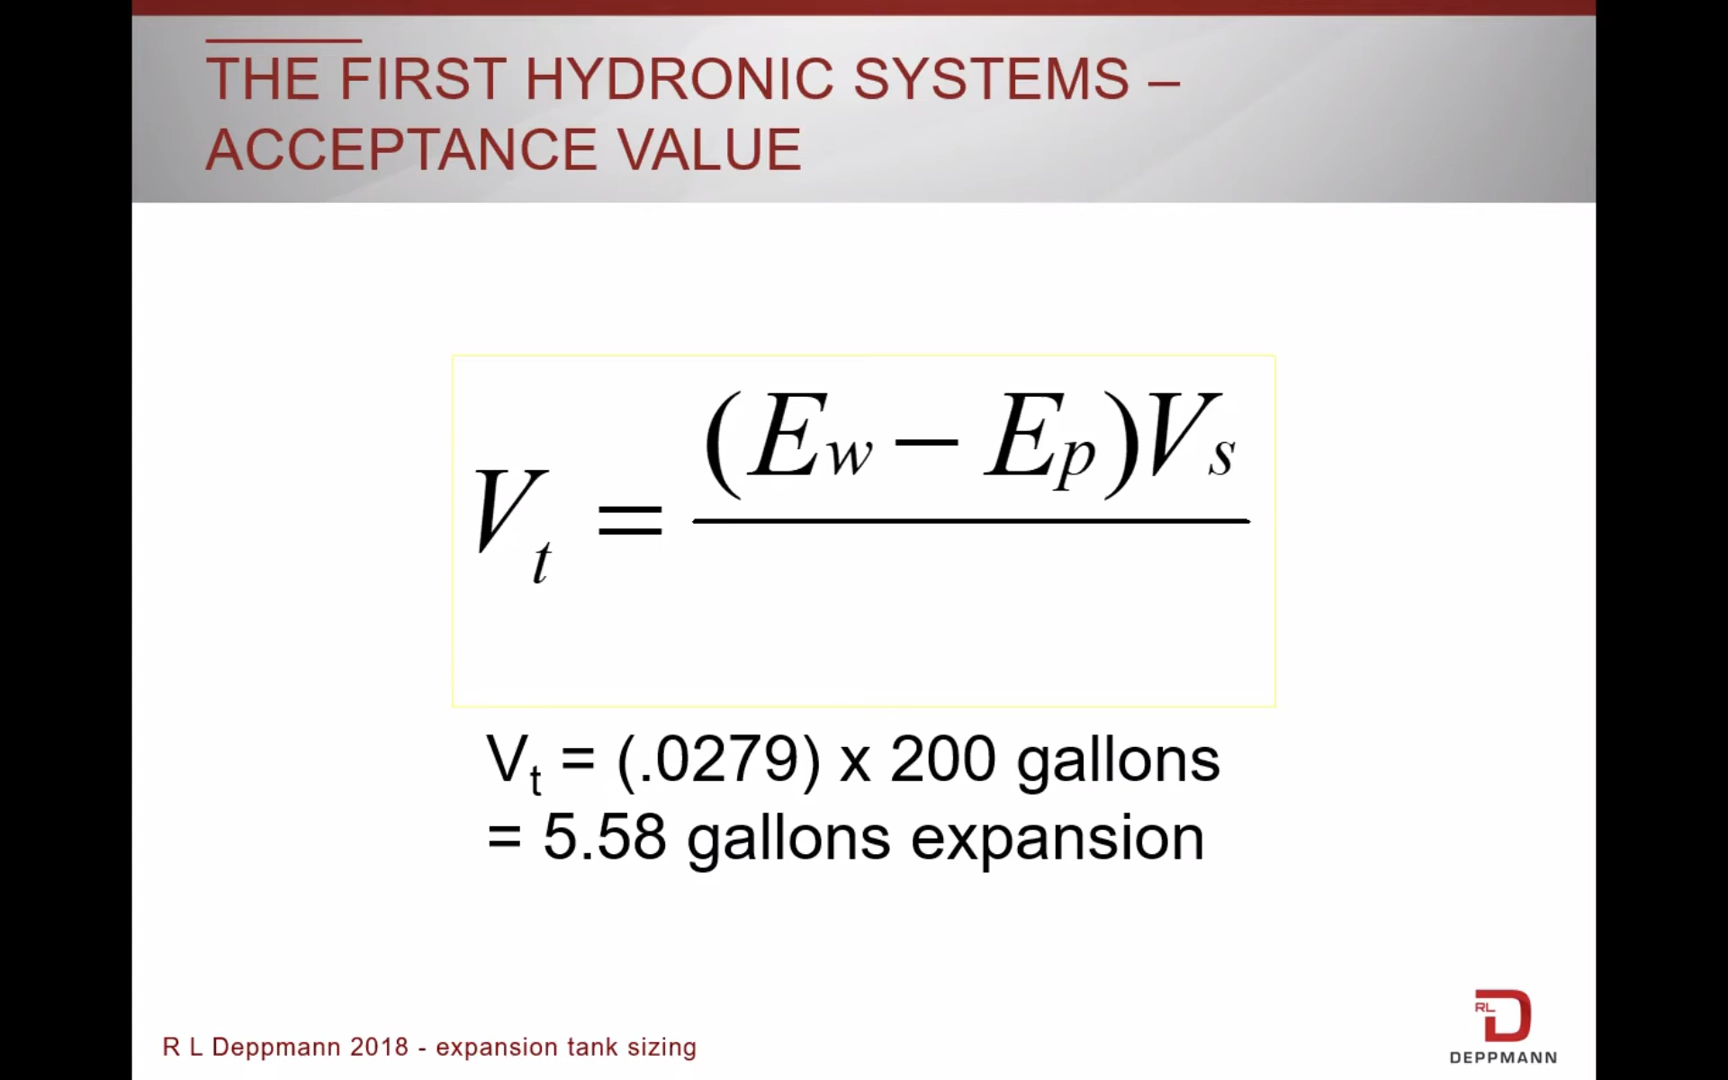 THE FIRST HYDRONIC SYSTEMS –
ACCEPTANCE VALUE
(Ew − Ep)Vs
Vt =
Vt = (.0279) x 200 gallons
= 5.58 gallons expansion
R L Deppmann 2018 - expansion tank sizing
RL
DEPPMANN